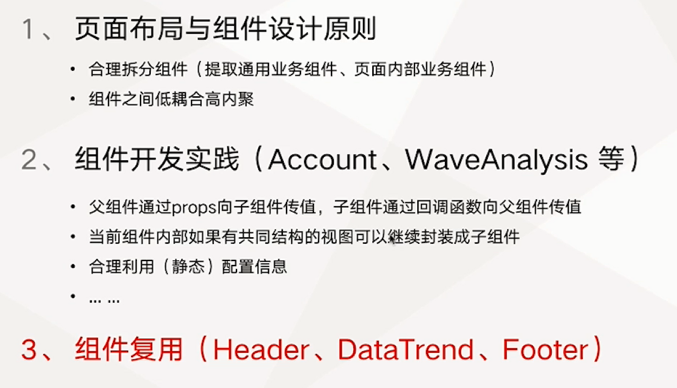 1、 页面布局与组件设计原则
• 合理拆分组件（提取通用业务组件、页面内部业务组件）
• 组件之间低耦合高内聚
2、 组件开发实践（Account、WaveAnalysis 等）
• 父组件通过props向子组件传值，子组件通过回调函数向父组件传值
• 当前组件内部如果有共同结构的视图可以继续封装成子组件
• 合理利用（静态）配置信息
• ... ...
3、 组件复用（Header、DataTrend、Footer）